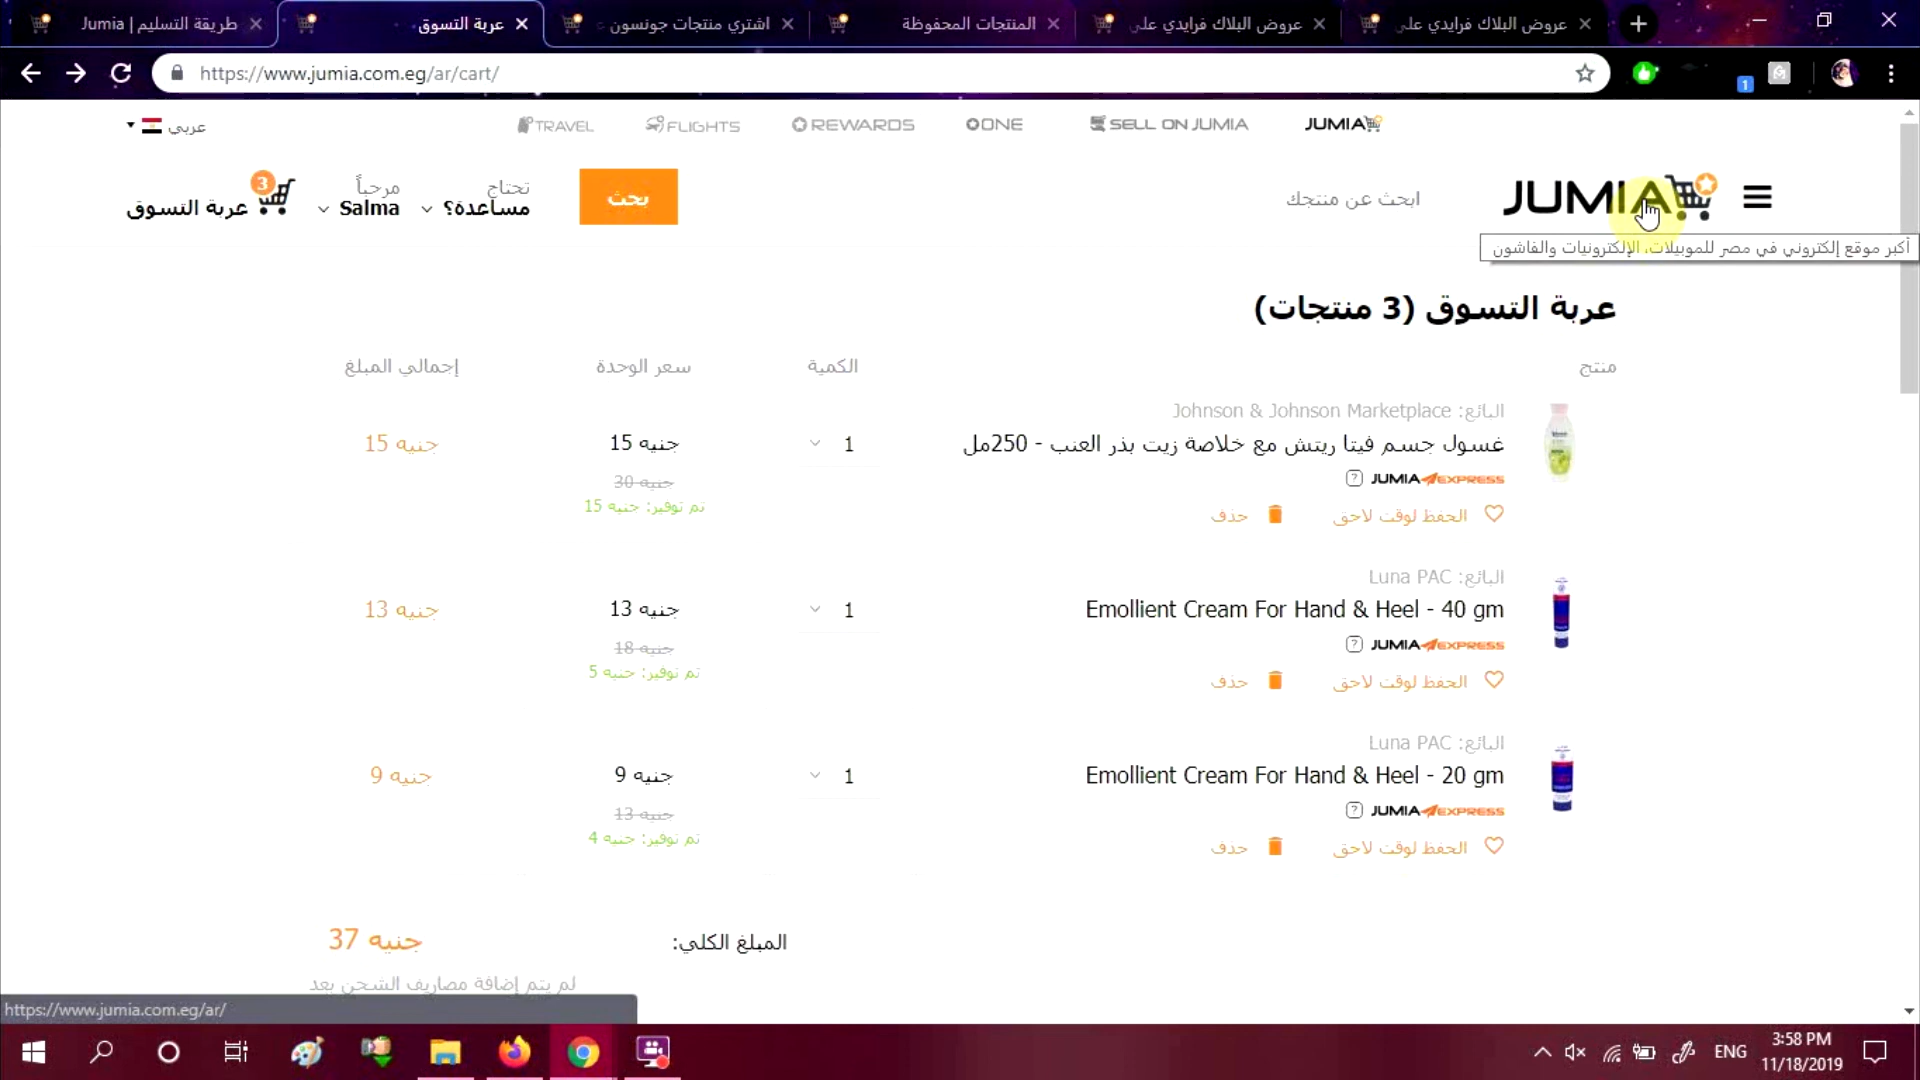 طريقة التسليم | Jumia
عربة التسوق
اشتري منتجات جونسون
المنتجات المحفوظة
عروض البلاك فرايدي على
عروض البلاك فرايدي على
https://www.jumia.com.eg/ar/cart/
عربي
TRAVEL
FLIGHTS
REWARDS
ONE
SELL ON JUMIA
JUMIA
JUMIA
ابحث عن منتجك
بحث
تحتاج
مساعدة؟
مرحباً
Salma
3
عربة التسوق
أكبر موقع إلكتروني في مصر للموبيلات، الإلكترونيات والفاشون
عربة التسوق (3 منتجات)
منتج
الكمية
سعر الوحدة
إجمالي المبلغ
البائع: Johnson & Johnson Marketplace
غسول جسم فيتا ريتش مع خلاصة زيت بذر العنب - 250مل
1
جنيه 15
جنيه 15
JUMIA EXPRESS ?
جنيه 30
تم توفير: جنيه 15
الحفظ لوقت لاحق
حذف
البائع: Luna PAC
Emollient Cream For Hand & Heel - 40 gm
1
جنيه 13
جنيه 13
JUMIA EXPRESS ?
جنيه 18
تم توفير: جنيه 5
الحفظ لوقت لاحق
حذف
البائع: Luna PAC
Emollient Cream For Hand & Heel - 20 gm
1
جنيه 9
جنيه 9
JUMIA EXPRESS ?
جنيه 13
تم توفير: جنيه 4
الحفظ لوقت لاحق
حذف
المبلغ الكلي:
جنيه 37
لم يتم إضافة مصاريف الشحن بعد
https://www.jumia.com.eg/ar/
ENG
3:58 PM
11/18/2019
1